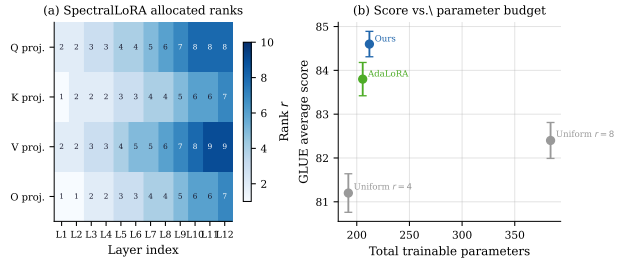 (a) SpectralLoRA allocated ranks
Q proj. 2 2 3 3 4 4 5 6 7 8 8 8
K proj. 1 2 2 2 3 3 4 4 5 6 6 7
V proj. 2 2 3 3 4 5 5 6 7 8 9 9
O proj. 1 1 2 2 3 3 4 4 5 6 6 7
L1 L2 L3 L4 L5 L6 L7 L8 L9 L10 L11 L12
Layer index
10
8
6
4
2
Rank r
(b) Score vs.\ parameter budget
85
84
83
82
81
GLUE average score
Ours
AdaLoRA
Uniform r = 8
Uniform r = 4
200 250 300 350
Total trainable parameters